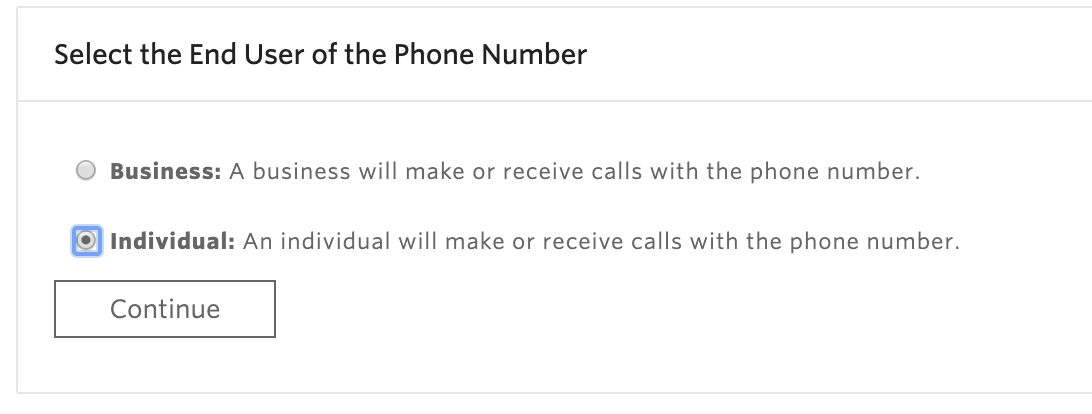 Select the End User of the Phone Number
Business: A business will make or receive calls with the phone number.
Individual: An individual will make or receive calls with the phone number.
Continue